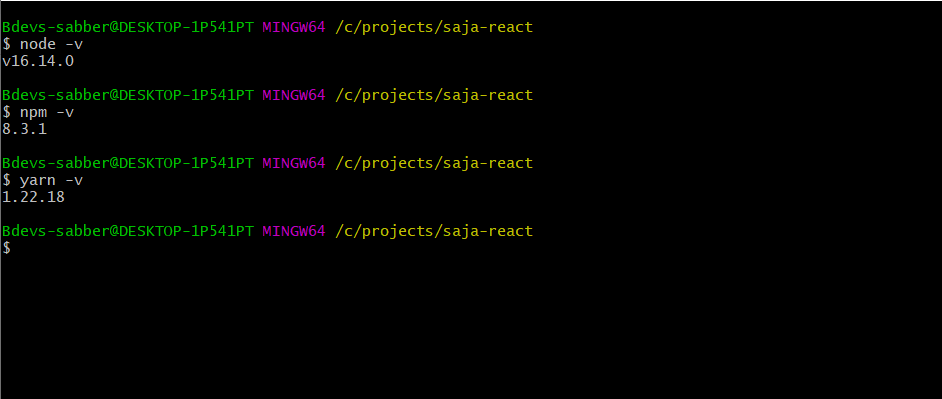 Bdevs-sabber@DESKTOP-1P541PT MINGW64 /c/projects/saja-react
$ node -v
v16.14.0
Bdevs-sabber@DESKTOP-1P541PT MINGW64 /c/projects/saja-react
$ npm -v
8.3.1
Bdevs-sabber@DESKTOP-1P541PT MINGW64 /c/projects/saja-react
$ yarn -v
1.22.18
Bdevs-sabber@DESKTOP-1P541PT MINGW64 /c/projects/saja-react
$